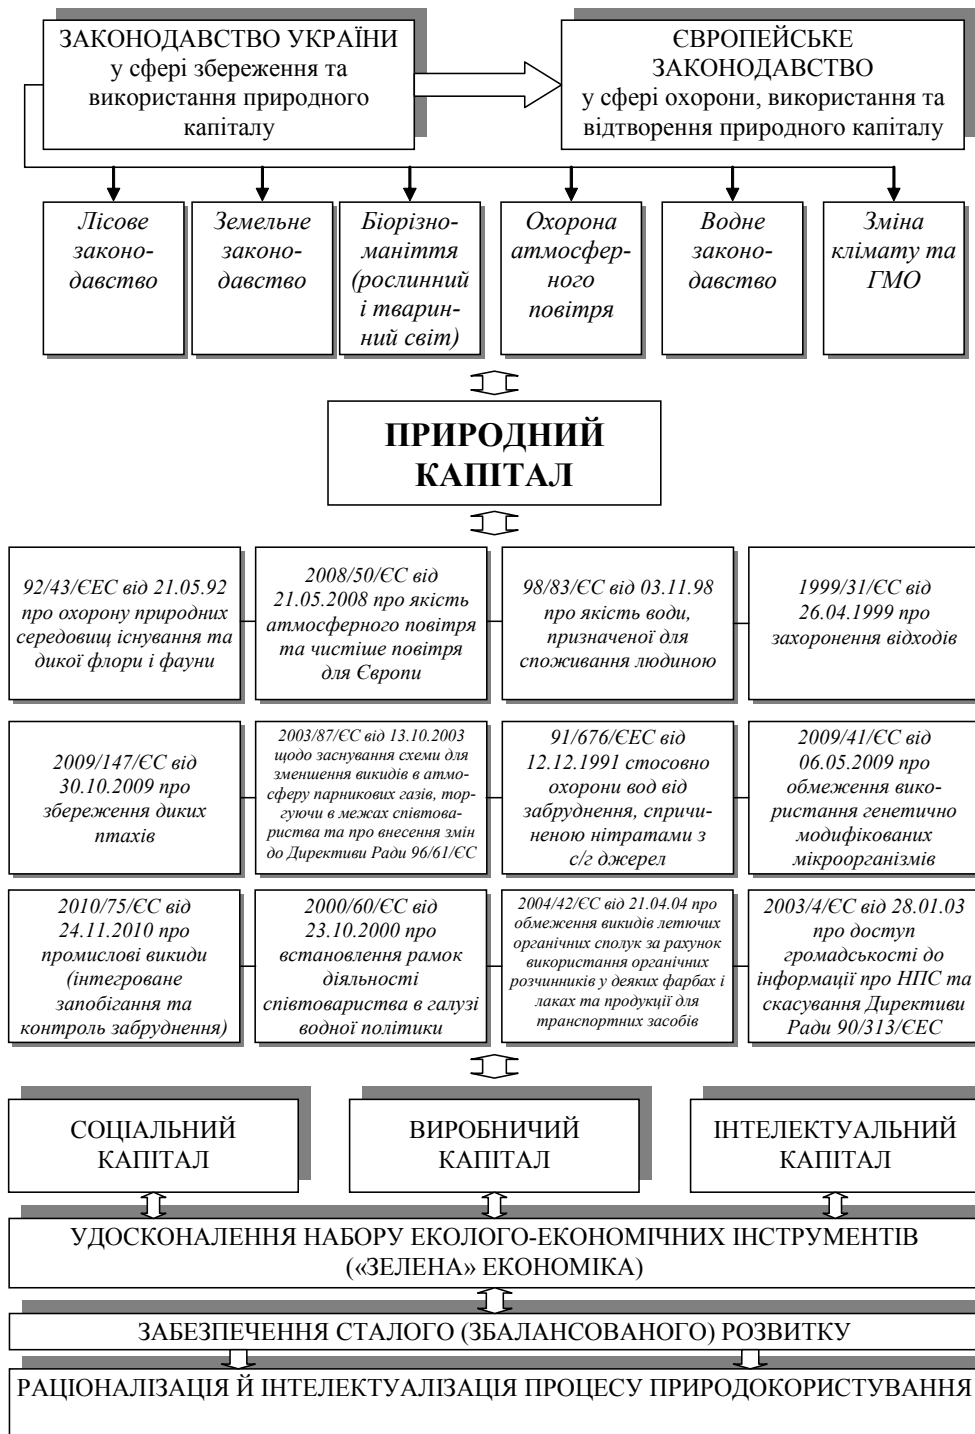 ЗАКОНОДАВСТВО УКРАЇНИ
у сфері збереження та
використання природного
капіталу
ЄВРОПЕЙСЬКЕ
ЗАКОНОДАВСТВО
у сфері охорони, використання та
відтворення природного капіталу
Лісове
законо-
давство
Земельне
законо-
давство
Біорізно-
маніття
(рослинний
і тварин-
ний світ)
Охорона
атмосфер-
ного
повітря
Водне
законо-
давство
Зміна
клімату та
ГМО
ПРИРОДНИЙ
КАПІТАЛ
92/43/ЄЕС від 21.05.92
про охорону природних
середовищ існування та
дикої флори і фауни
2008/50/ЄС від
21.05.2008 про якість
атмосферного повітря
та чистіше повітря
для Європи
98/83/ЄС від 03.11.98
про якість води,
призначеної для
споживання людиною
1999/31/ЄС від
26.04.1999 про
захоронення відходів
2009/147/ЄС від
30.10.2009 про
збереження диких
птахів
2003/87/ЄС від 13.10.2003
щодо заснування схеми для
зменшення викидів в атмо-
сферу парникових газів, тор-
гуючи в межах співтова-
риства та про внесення змін
до Директиви Ради 96/61/ЄС
91/676/ЄЕС від
12.12.1991 стосовно
охорони вод від
забруднення, спричи-
неною нітратами з
с/г джерел
2009/41/ЄС від
06.05.2009 про
обмеження вико-
ристання генетично
модифікованих
мікроорганізмів
2010/75/ЄС від
24.11.2010 про
промислові викиди
(інтегроване
запобігання та
контроль забруднення)
2000/60/ЄС від
23.10.2000 про
встановлення рамок
діяльності
співтовариства в галузі
водної політики
2004/42/ЄС від 21.04.04 про
обмеження викидів летючих
органічних сполук за рахунок
використання органічних
розчинників у деяких фарбах і
лаках та продукції для
транспортних засобів
2003/4/ЄС від 28.01.03
про доступ
громадськості до
інформації про НПС та
скасування Директиви
Ради 90/313/ЄЕС
СОЦІАЛЬНИЙ
КАПІТАЛ
ВИРОБНИЧИЙ
КАПІТАЛ
ІНТЕЛЕКТУАЛЬНИЙ
КАПІТАЛ
УДОСКОНАЛЕННЯ НАБОРУ ЕКОЛОГО-ЕКОНОМІЧНИХ ІНСТРУМЕНТІВ
(«ЗЕЛЕНА» ЕКОНОМІКА)
ЗАБЕЗПЕЧЕННЯ СТАЛОГО (ЗБАЛАНСОВАНОГО) РОЗВИТКУ
РАЦІОНАЛІЗАЦІЯ Й ІНТЕЛЕКТУАЛІЗАЦІЯ ПРОЦЕСУ ПРИРОДОКОРИСТУВАННЯ